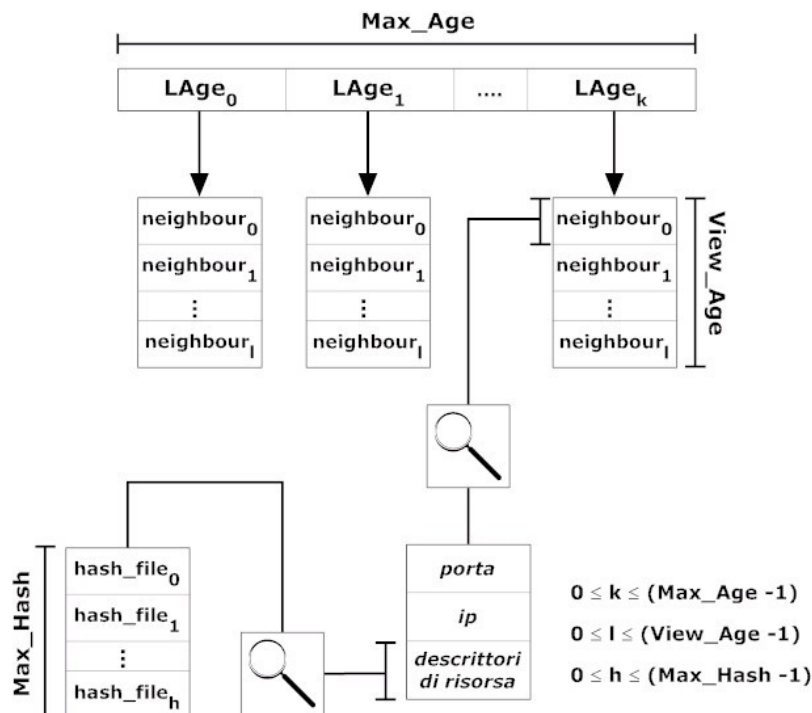 Max_Age
LAge0 LAge1 .... LAgek
neighbour0 neighbour0 neighbour0
neighbour1 neighbour1 neighbour1
⋮ ⋮ ⋮
neighbourl neighbourl neighbourl
View_Age
Max_Hash
hash_file0
hash_file1
⋮
hash_fileh
porta
ip
descrittori
di risorsa
0 ≤ k ≤ (Max_Age -1)
0 ≤ l ≤ (View_Age -1)
0 ≤ h ≤ (Max_Hash -1)